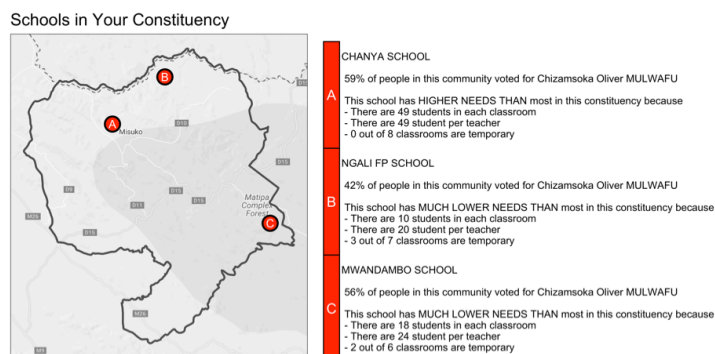 Schools in Your Constituency
B
A
Misuko
D10
D15
D9
D15
D15
D11
Matipa
Complex
Forest
M26
C
D15
M26
M9
A
CHANYA SCHOOL
59% of people in this community voted for Chizamsoka Oliver MULWAFU
This school has HIGHER NEEDS THAN most in this constituency because
- There are 49 students in each classroom
- There are 49 student per teacher
- 0 out of 8 classrooms are temporary
B
NGALI FP SCHOOL
42% of people in this community voted for Chizamsoka Oliver MULWAFU
This school has MUCH LOWER NEEDS THAN most in this constituency because
- There are 10 students in each classroom
- There are 20 student per teacher
- 3 out of 7 classrooms are temporary
C
MWANDAMBO SCHOOL
56% of people in this community voted for Chizamsoka Oliver MULWAFU
This school has MUCH LOWER NEEDS THAN most in this constituency because
- There are 18 students in each classroom
- There are 24 student per teacher
- 2 out of 6 classrooms are temporary